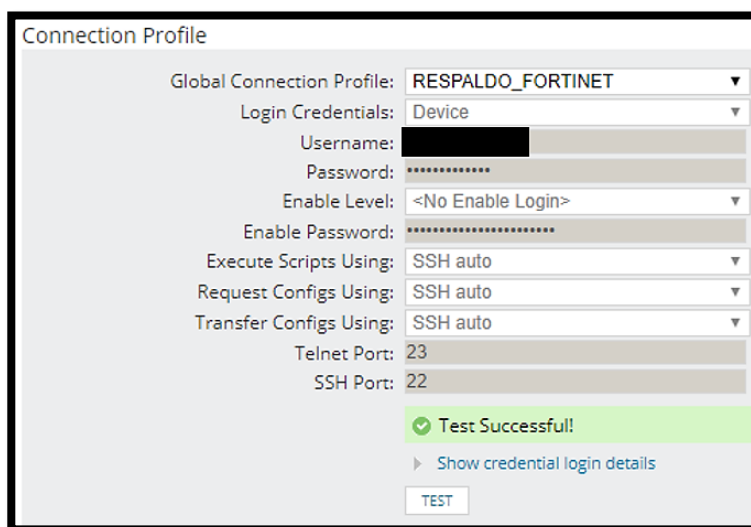 Connection Profile
Global Connection Profile: RESPALDO_FORTINET
Login Credentials: Device
Username:
Password: •••••••••••••
Enable Level: <No Enable Login>
Enable Password: •••••••••••••••••••••••
Execute Scripts Using: SSH auto
Request Configs Using: SSH auto
Transfer Configs Using: SSH auto
Telnet Port: 23
SSH Port: 22
Test Successful!
Show credential login details
TEST